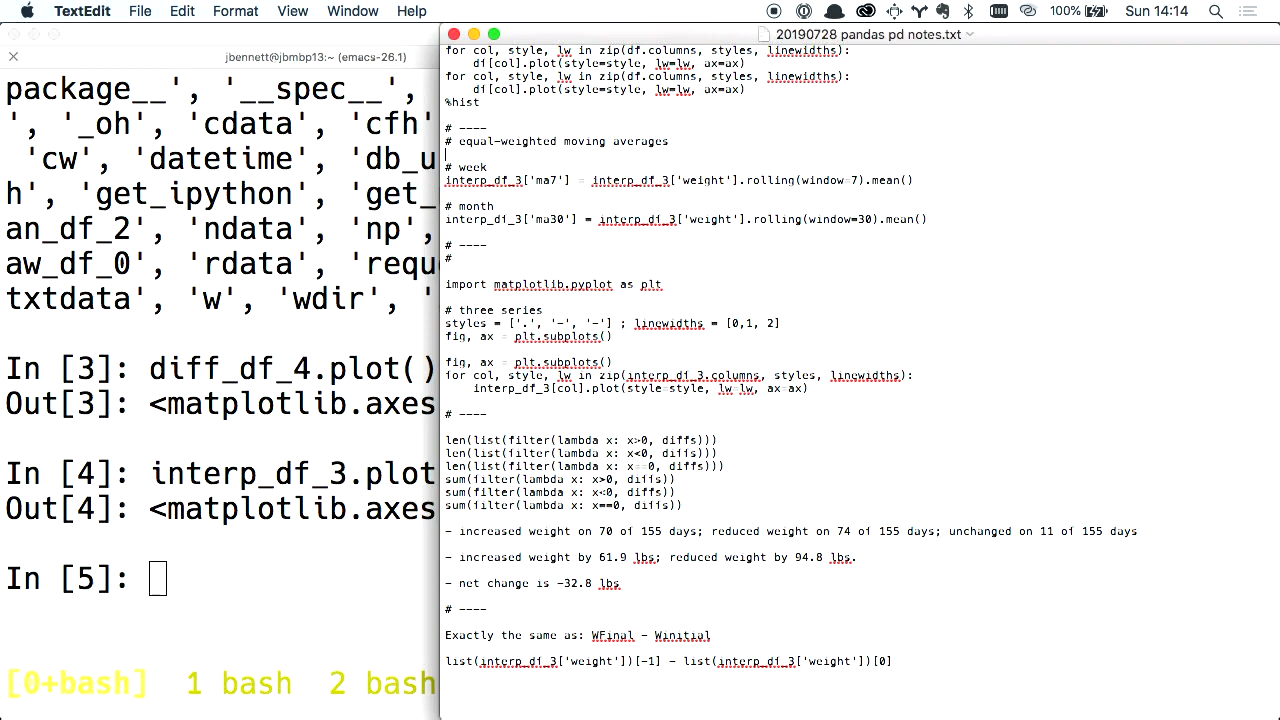 TextEdit File Edit Format View Window Help 100% Sun 14:14
jbennett@jbmbp13:~ (emacs-26.1)
package__', '__spec__',
', '_oh', 'cdata', 'cfh'
'cw', 'datetime', 'db_u
h', 'get_ipython', 'get_
an_df_2', 'ndata', 'np',
aw_df_0', 'rdata', 'requ
txtdata', 'w', 'wdir', '
In [3]: diff_df_4.plot()
Out[3]: <matplotlib.axes
In [4]: interp_df_3.plot
Out[4]: <matplotlib.axes
In [5]:
[0+bash] 1 bash 2 bash
20190728 pandas pd notes.txt
for col, style, lw in zip(df.columns, styles, linewidths):
df[col].plot(style=style, lw=lw, ax=ax)
for col, style, lw in zip(df.columns, styles, linewidths):
df[col].plot(style=style, lw=lw, ax=ax)
%hist
# ----
# equal-weighted moving averages
# week
interp_df_3['ma7'] = interp_df_3['weight'].rolling(window=7).mean()
# month
interp_df_3['ma30'] = interp_df_3['weight'].rolling(window=30).mean()
# ----
#
import matplotlib.pyplot as plt
# three series
styles = ['.', '-', '-'] ; linewidths = [0,1, 2]
fig, ax = plt.subplots()
fig, ax = plt.subplots()
for col, style, lw in zip(interp_df_3.columns, styles, linewidths):
interp_df_3[col].plot(style=style, lw=lw, ax=ax)
# ----
len(list(filter(lambda x: x>0, diffs)))
len(list(filter(lambda x: x<0, diffs)))
len(list(filter(lambda x: x==0, diffs)))
sum(filter(lambda x: x>0, diffs))
sum(filter(lambda x: x<0, diffs))
sum(filter(lambda x: x==0, diffs))
- increased weight on 70 of 155 days; reduced weight on 74 of 155 days; unchanged on 11 of 155 days
- increased weight by 61.9 lbs; reduced weight by 94.8 lbs.
- net change is -32.8 lbs
# ----
Exactly the same as: WFinal - Winitial
list(interp_df_3['weight'])[-1] - list(interp_df_3['weight'])[0]